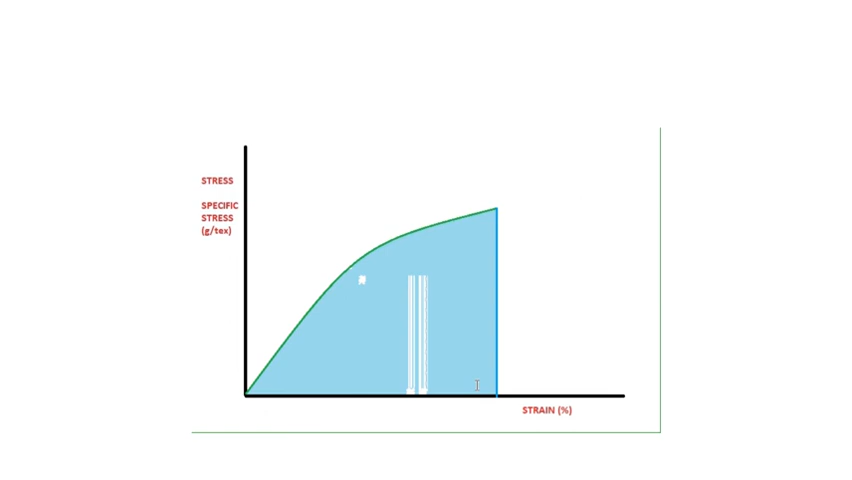 STRESS
SPECIFIC
STRESS
(g/tex)
STRAIN (%)